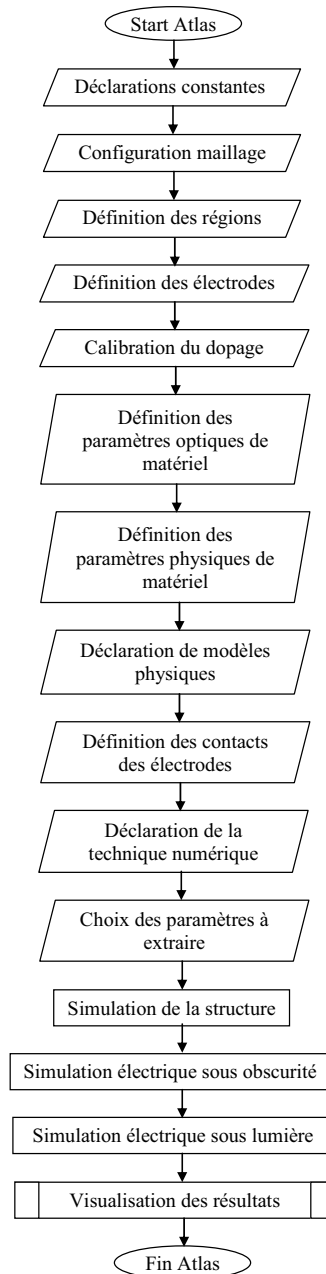 Start Atlas
Déclarations constantes
Configuration maillage
Définition des régions
Définition des électrodes
Calibration du dopage
Définition des
paramètres optiques de
matériel
Définition des
paramètres physiques de
matériel
Déclaration de modèles
physiques
Définition des contacts
des électrodes
Déclaration de la
technique numérique
Choix des paramètres à
extraire
Simulation de la structure
Simulation électrique sous obscurité
Simulation électrique sous lumière
Visualisation des résultats
Fin Atlas